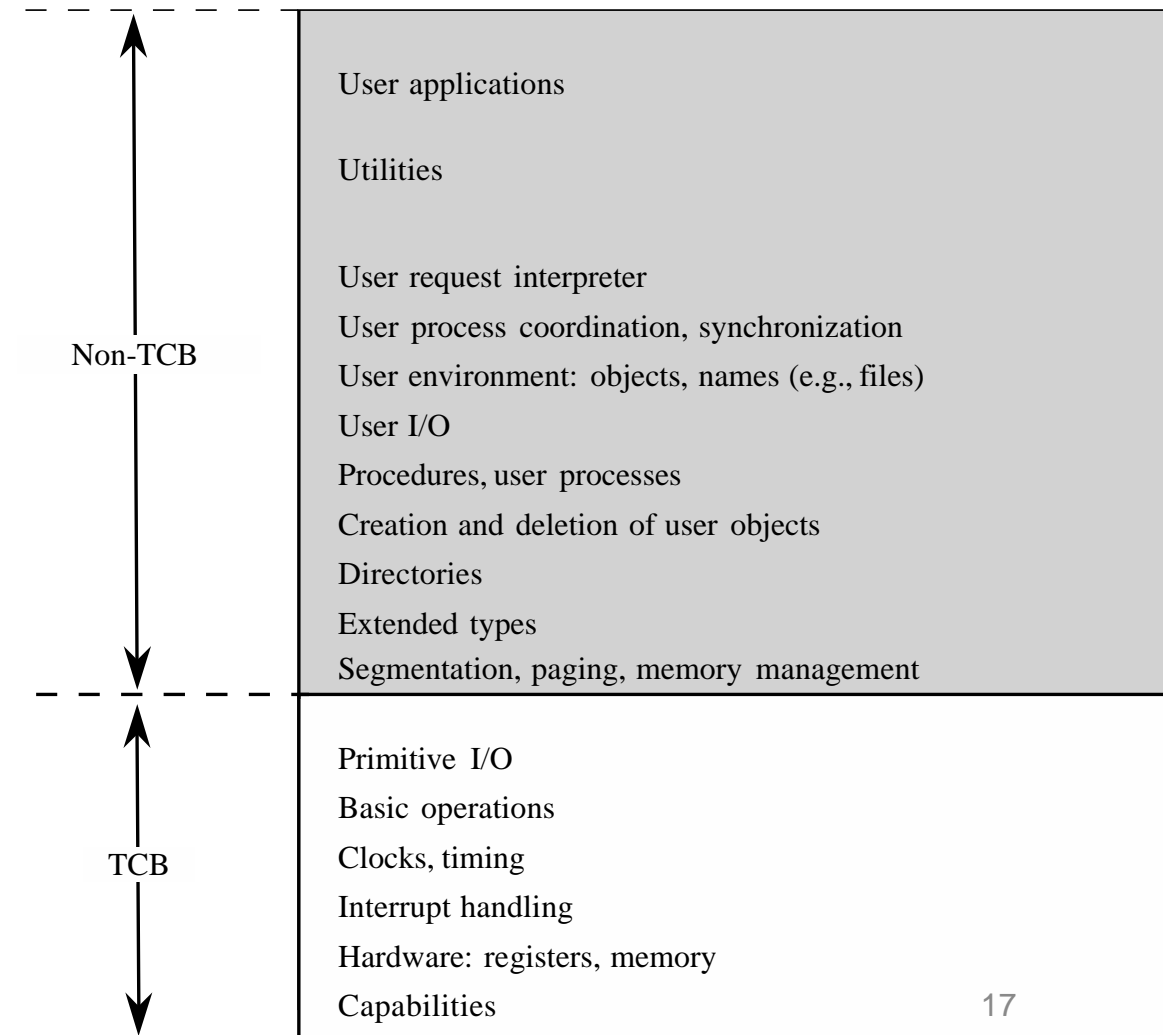 User applications
Utilities
User request interpreter
User process coordination, synchronization
Non-TCB
User environment: objects, names (e.g., files)
User I/O
Procedures, user processes
Creation and deletion of user objects
Directories
Extended types
Segmentation, paging, memory management
Primitive I/O
Basic operations
TCB
Clocks, timing
Interrupt handling
Hardware: registers, memory
Capabilities
17